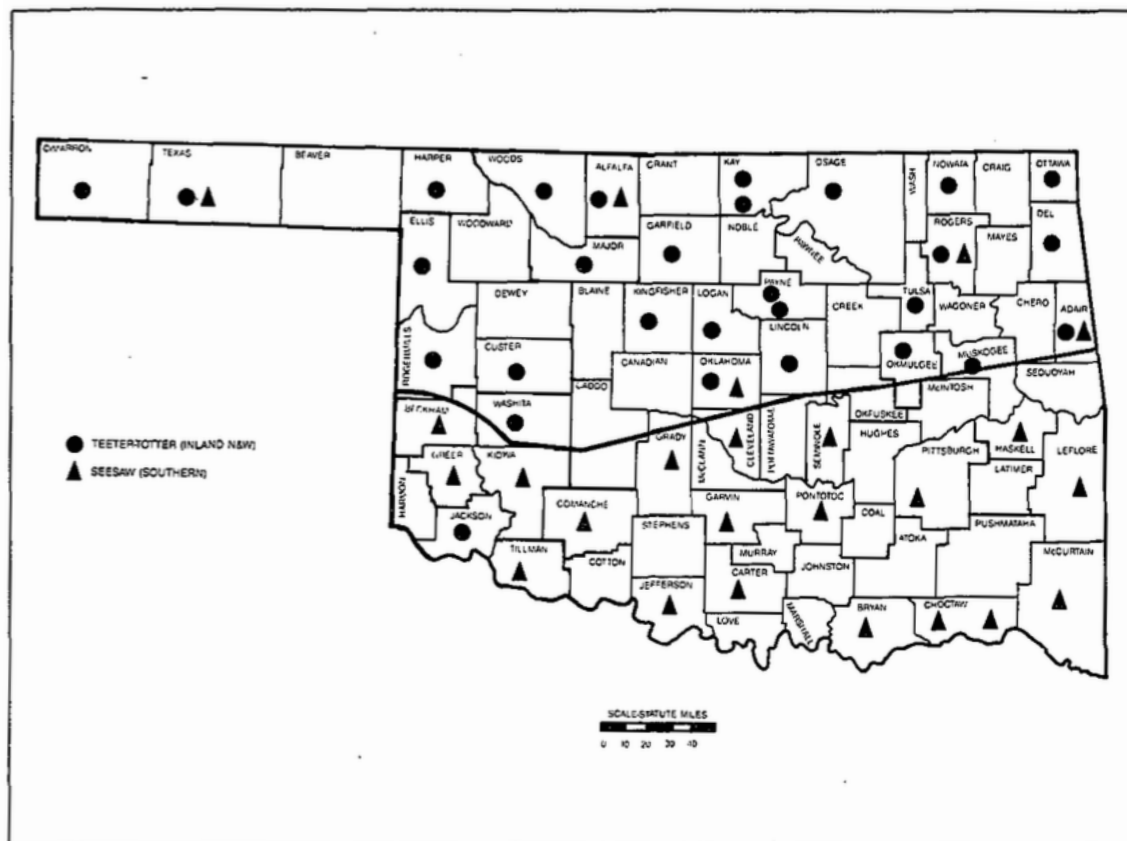 CIMARRON
TEXAS
BEAVER
HARPER
WOODS
ALFALFA
GRANT
KAY
OSAGE
WASH
NOWATA
CRAIG
OTTAWA
ELLIS
WOODWARD
MAJOR
GARFIELD
NOBLE
PAWNEE
ROGERS
MAYES
DEL
DEWEY
BLAINE
KINGFISHER
LOGAN
PAYNE
CREEK
TULSA
WAGONER
CHERO
ADAIR
ROGER MILLS
CUSTER
CANADIAN
OKLAHOMA
LINCOLN
OKMULGEE
MUSKOGEE
SEQUOYAH
BECKHAM
WASHITA
CADDO
GRADY
McCLAIN
CLEVELAND
POTTAWATOMIE
SEMINOLE
OKFUSKEE
McINTOSH
HUGHES
PITTSBURGH
HASKELL
LATIMER
LEFLORE
TEETER-TOTTER (INLAND N&W)
SEESAW (SOUTHERN)
HARMON
GREER
KIOWA
JACKSON
COMANCHE
TILLMAN
COTTON
STEPHENS
JEFFERSON
GARVIN
MURRAY
CARTER
LOVE
PONTOTOC
JOHNSTON
MARSHALL
COAL
ATOKA
BRYAN
PUSHMATAHA
CHOCTAW
McCURTAIN
SCALE-STATUTE MILES
0 10 20 30 40